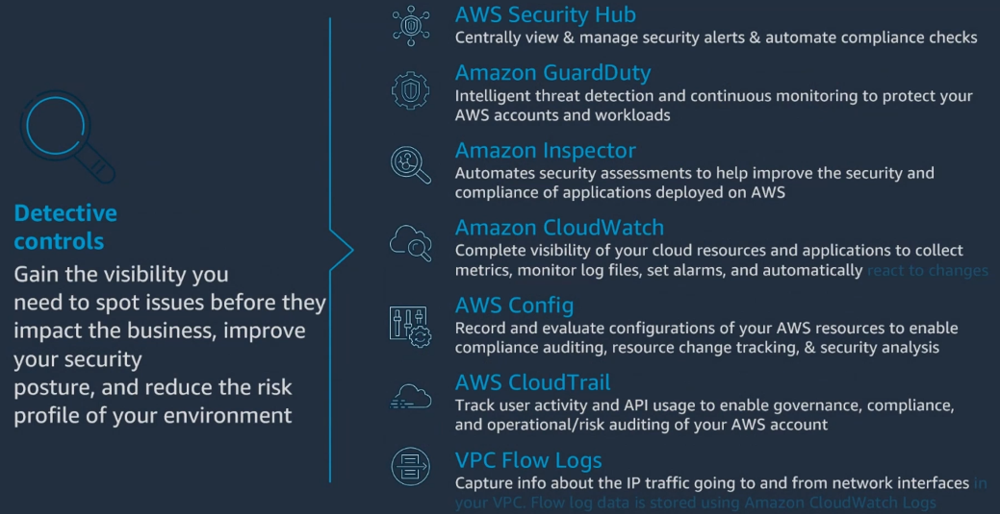 Detective
controls
Gain the visibility you
need to spot issues before they
impact the business, improve
your security
posture, and reduce the risk
profile of your environment
AWS Security Hub
Centrally view & manage security alerts & automate compliance checks
Amazon GuardDuty
Intelligent threat detection and continuous monitoring to protect your
AWS accounts and workloads
Amazon Inspector
Automates security assessments to help improve the security and
compliance of applications deployed on AWS
Amazon CloudWatch
Complete visibility of your cloud resources and applications to collect
metrics, monitor log files, set alarms, and automatically react to changes
AWS Config
Record and evaluate configurations of your AWS resources to enable
compliance auditing, resource change tracking, & security analysis
AWS CloudTrail
Track user activity and API usage to enable governance, compliance,
and operational/risk auditing of your AWS account
VPC Flow Logs
Capture info about the IP traffic going to and from network interfaces in
your VPC. Flow log data is stored using Amazon CloudWatch Logs